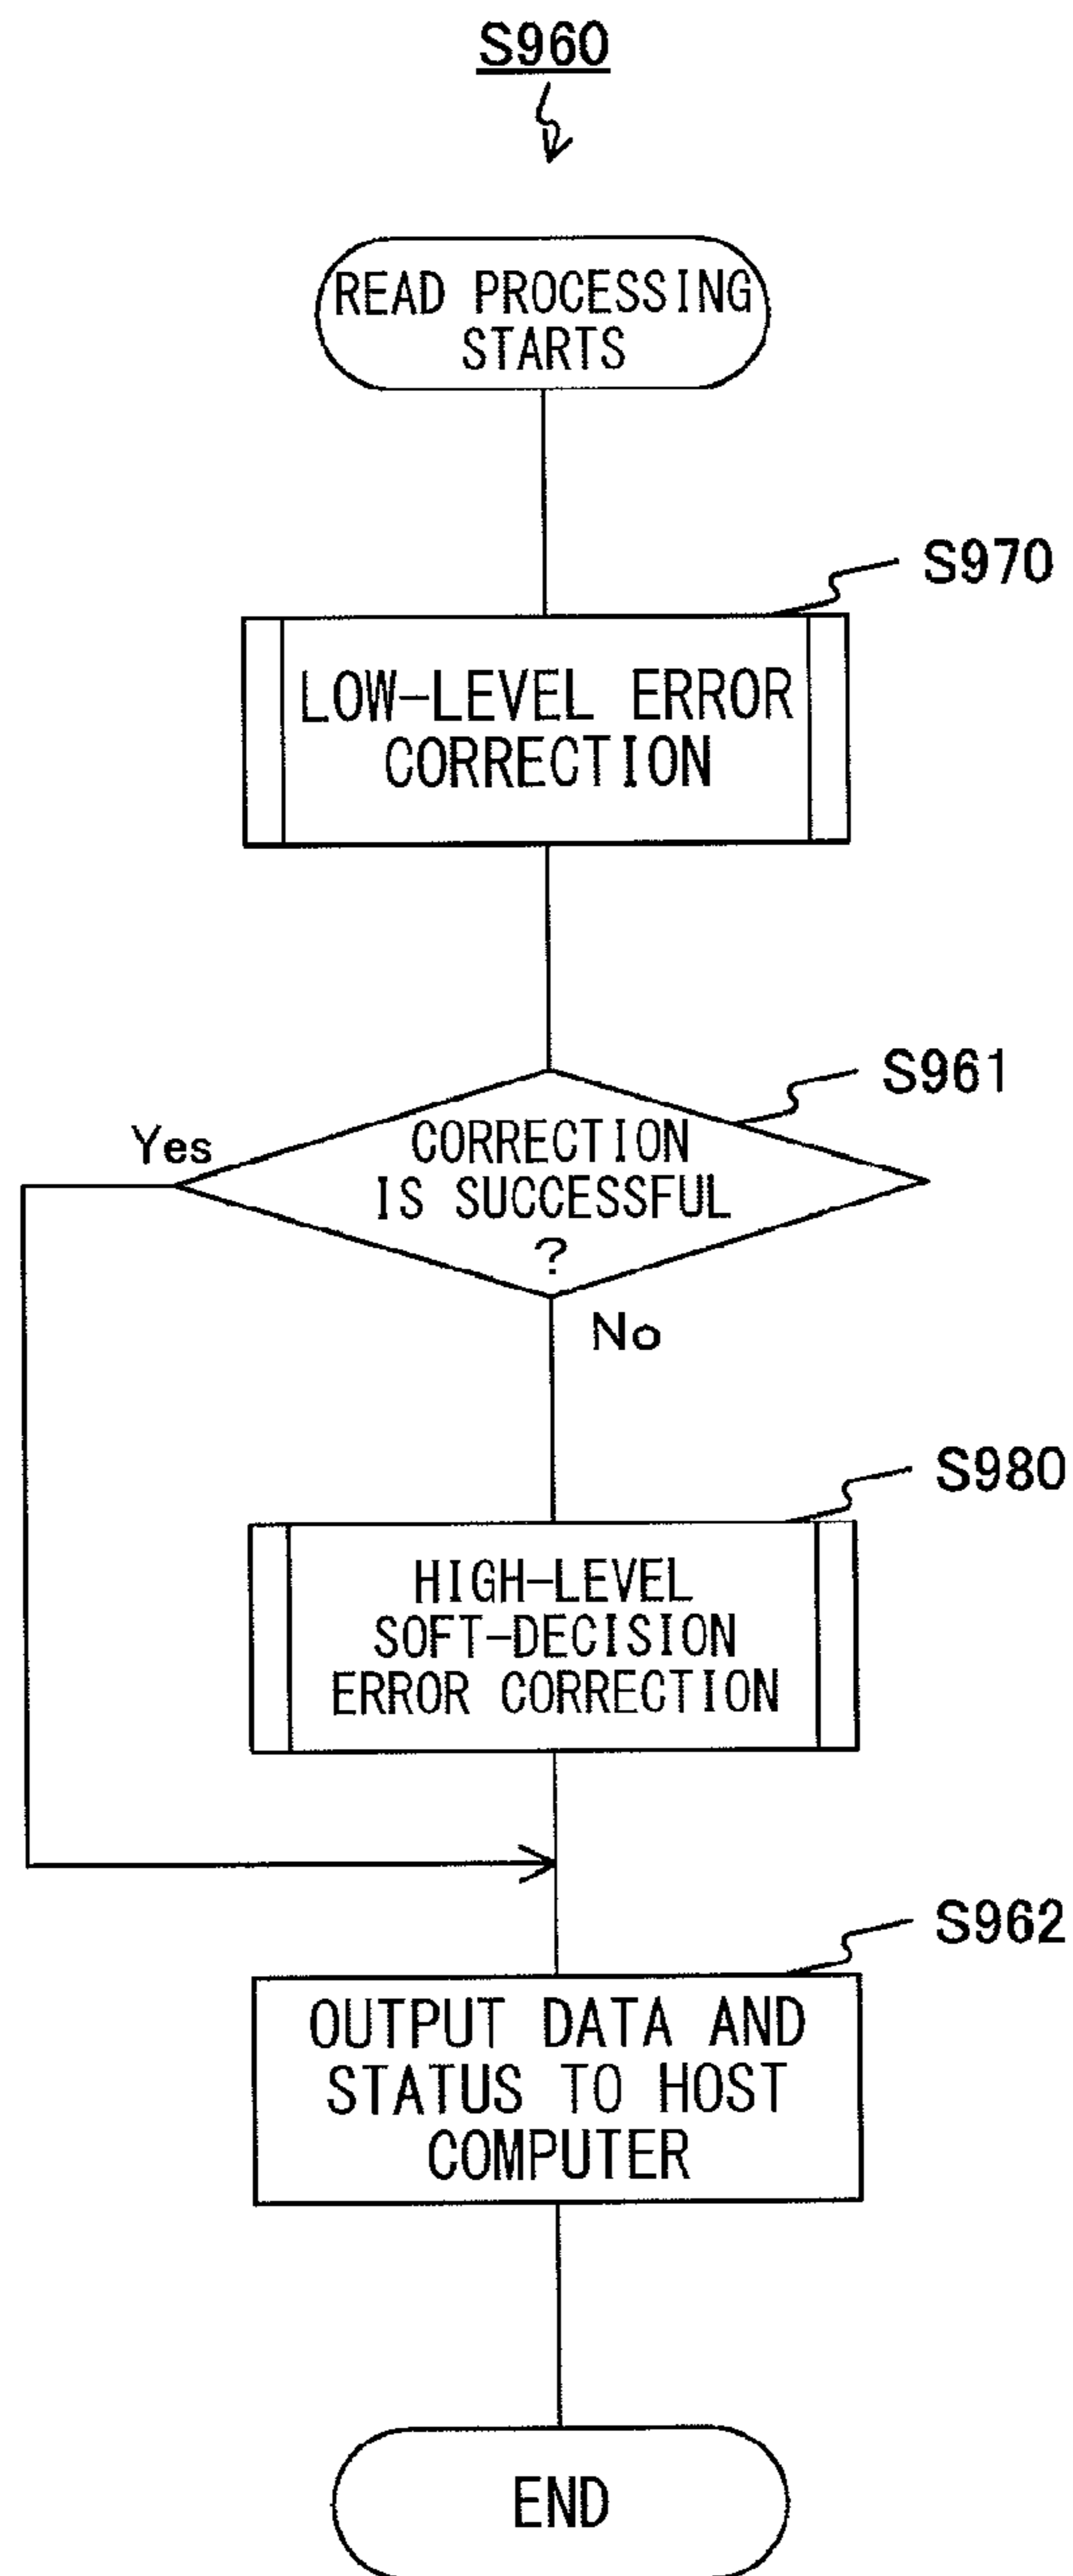 S960
READ PROCESSING
STARTS
S970
LOW-LEVEL ERROR
CORRECTION
S961
Yes
CORRECTION
IS SUCCESSFUL
?
No
S980
HIGH-LEVEL
SOFT-DECISION
ERROR CORRECTION
S962
OUTPUT DATA AND
STATUS TO HOST
COMPUTER
END